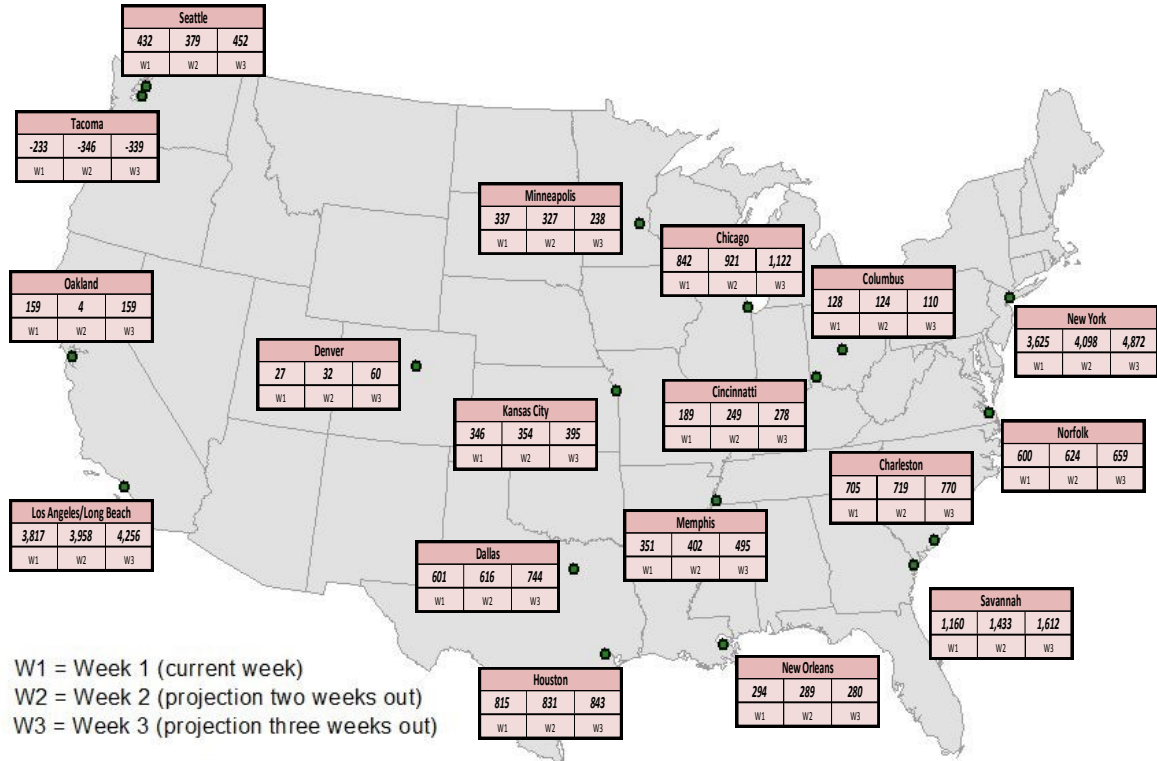 Seattle
432 379 452
W1 W2 W3
Tacoma
-233 -346 -339
W1 W2 W3
Minneapolis
337 327 238
W1 W2 W3
Chicago
842 921 1,122
W1 W2 W3
Columbus
128 124 110
W1 W2 W3
Oakland
159 4 159
W1 W2 W3
New York
3,625 4,098 4,872
W1 W2 W3
Denver
27 32 60
W1 W2 W3
Cincinnatti
189 249 278
W1 W2 W3
Kansas City
346 354 395
W1 W2 W3
Norfolk
600 624 659
W1 W2 W3
Charleston
705 719 770
W1 W2 W3
Los Angeles/Long Beach
3,817 3,958 4,256
W1 W2 W3
Memphis
351 402 495
W1 W2 W3
Dallas
601 616 744
W1 W2 W3
Savannah
1,160 1,433 1,612
W1 W2 W3
New Orleans
294 289 280
W1 W2 W3
Houston
815 831 843
W1 W2 W3
W1 = Week 1 (current week)
W2 = Week 2 (projection two weeks out)
W3 = Week 3 (projection three weeks out)